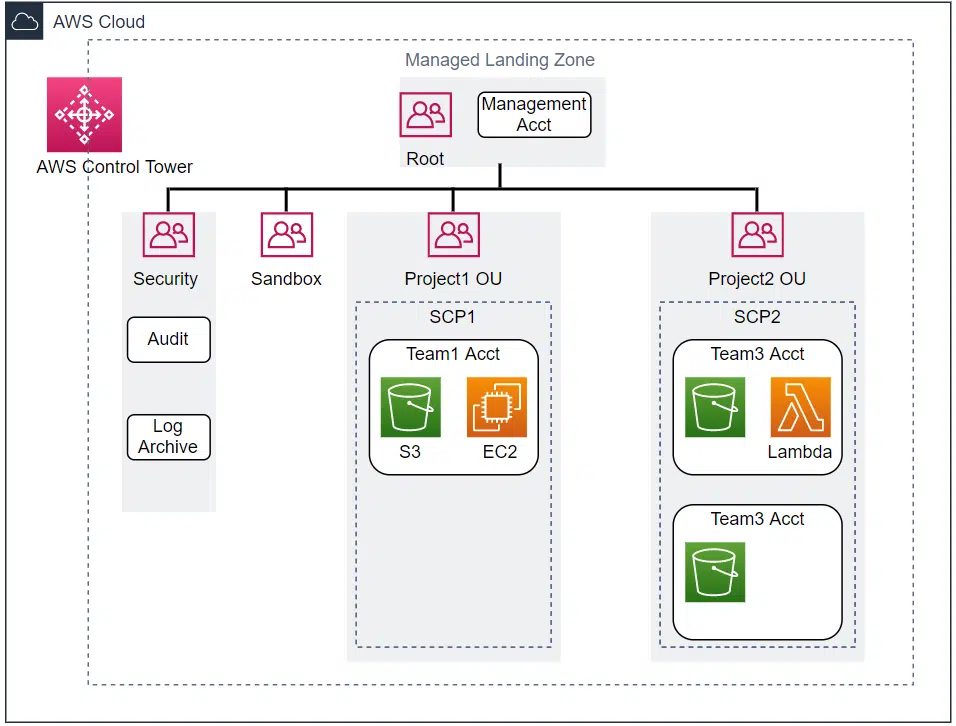 AWS Cloud
Managed Landing Zone
Management
Acct
Root
AWS Control Tower
Security
Sandbox
Project1 OU
Project2 OU
Audit
Log
Archive
SCP1
Team1 Acct
S3
EC2
SCP2
Team3 Acct
Lambda
Team3 Acct